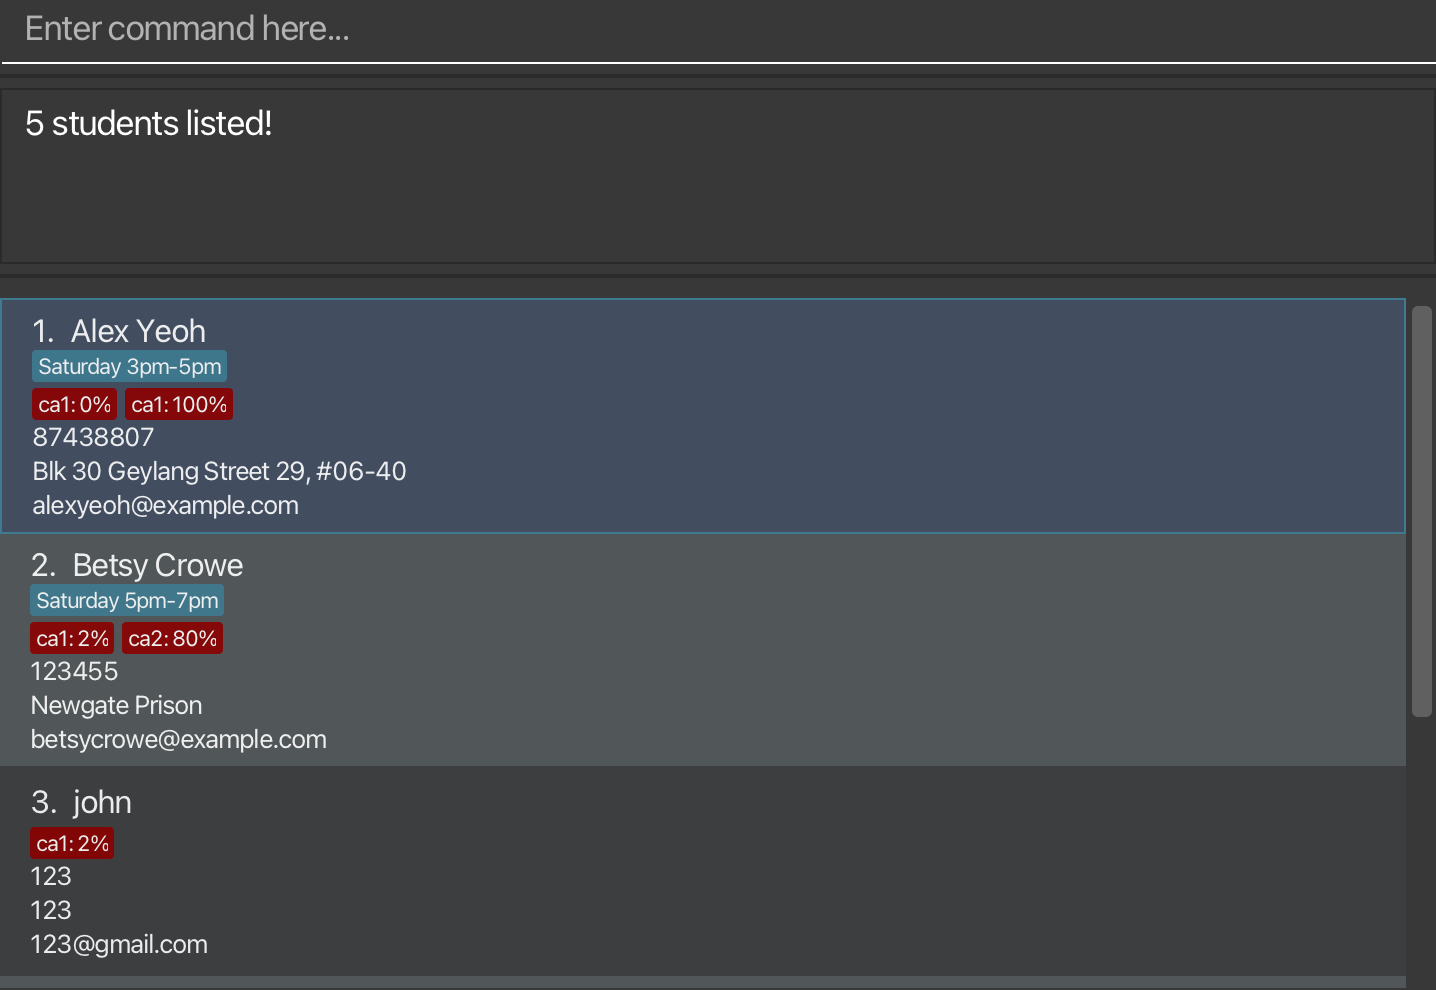 Enter command here...
5 students listed!
1. Alex Yeoh
Saturday 3pm-5pm
ca1: 0% ca1: 100%
87438807
Blk 30 Geylang Street 29, #06-40
alexyeoh@example.com
2. Betsy Crowe
Saturday 5pm-7pm
ca1: 2% ca2: 80%
123455
Newgate Prison
betsycrowe@example.com
3. john
ca1: 2%
123
123
123@gmail.com